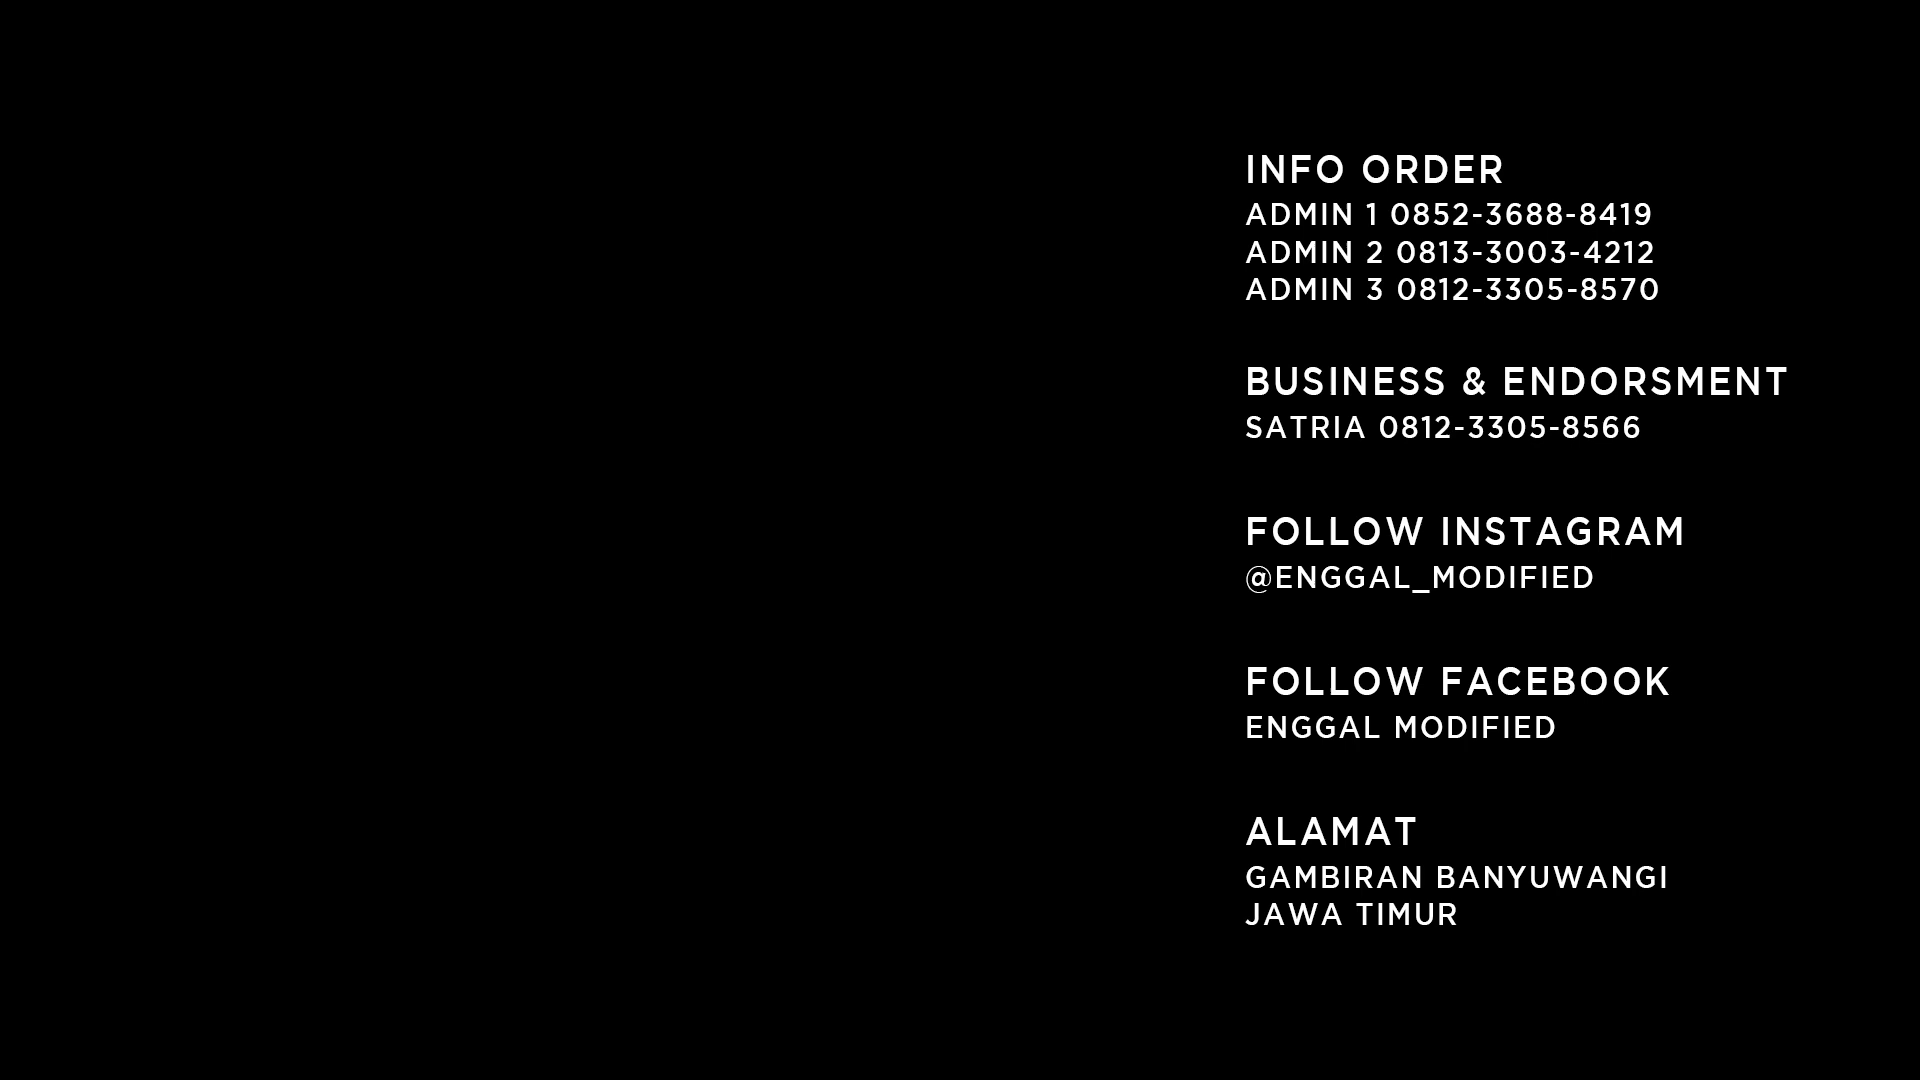 INFO ORDER
ADMIN 1 0852-3688-8419
ADMIN 2 0813-3003-4212
ADMIN 3 0812-3305-8570
BUSINESS & ENDORSMENT
SATRIA 0812-3305-8566
FOLLOW INSTAGRAM
@ENGGAL_MODIFIED
FOLLOW FACEBOOK
ENGGAL MODIFIED
ALAMAT
GAMBIRAN BANYUWANGI
JAWA TIMUR